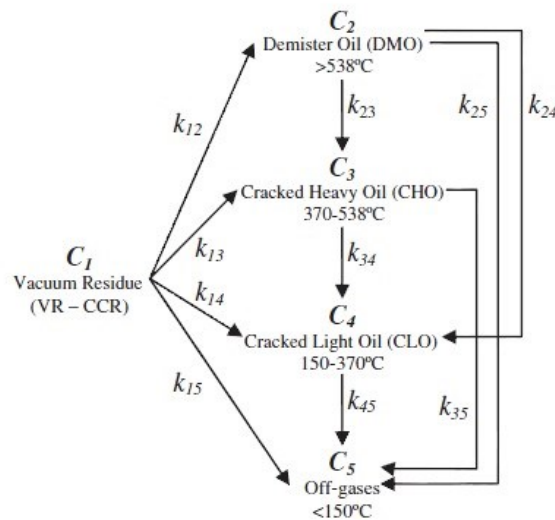 C2
Demister Oil (DMO)
>538ºC
k12
k23
k25
k24
C3
Cracked Heavy Oil (CHO)
370-538ºC
k13
C1
Vacuum Residue
(VR – CCR)
k34
k14
C4
Cracked Light Oil (CLO)
150-370ºC
k15
k45
k35
C5
Off-gases
<150ºC